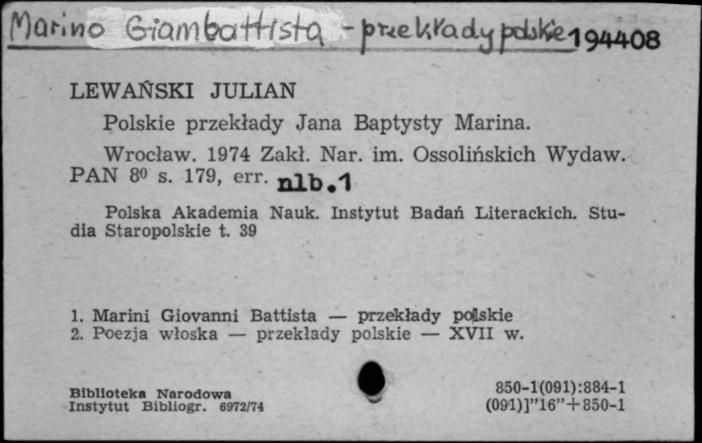 Marino Giambattista - przekłady polskie 194408
LEWAŃSKI JULIAN
Polskie przekłady Jana Baptysty Marina.
Wrocław. 1974 Zakł. Nar. im. Ossolińskich Wydaw.
PAN 8⁰ s. 179, err. nlb.1
Polska Akademia Nauk. Instytut Badań Literackich. Stu-
dia Staropolskie t. 39
1. Marini Giovanni Battista — przekłady polskie
2. Poezja włoska — przekłady polskie — XVII w.
Biblioteka Narodowa
Instytut Bibliogr. 6972/74
850-1(091):884-1
(091)]"16"+850-1